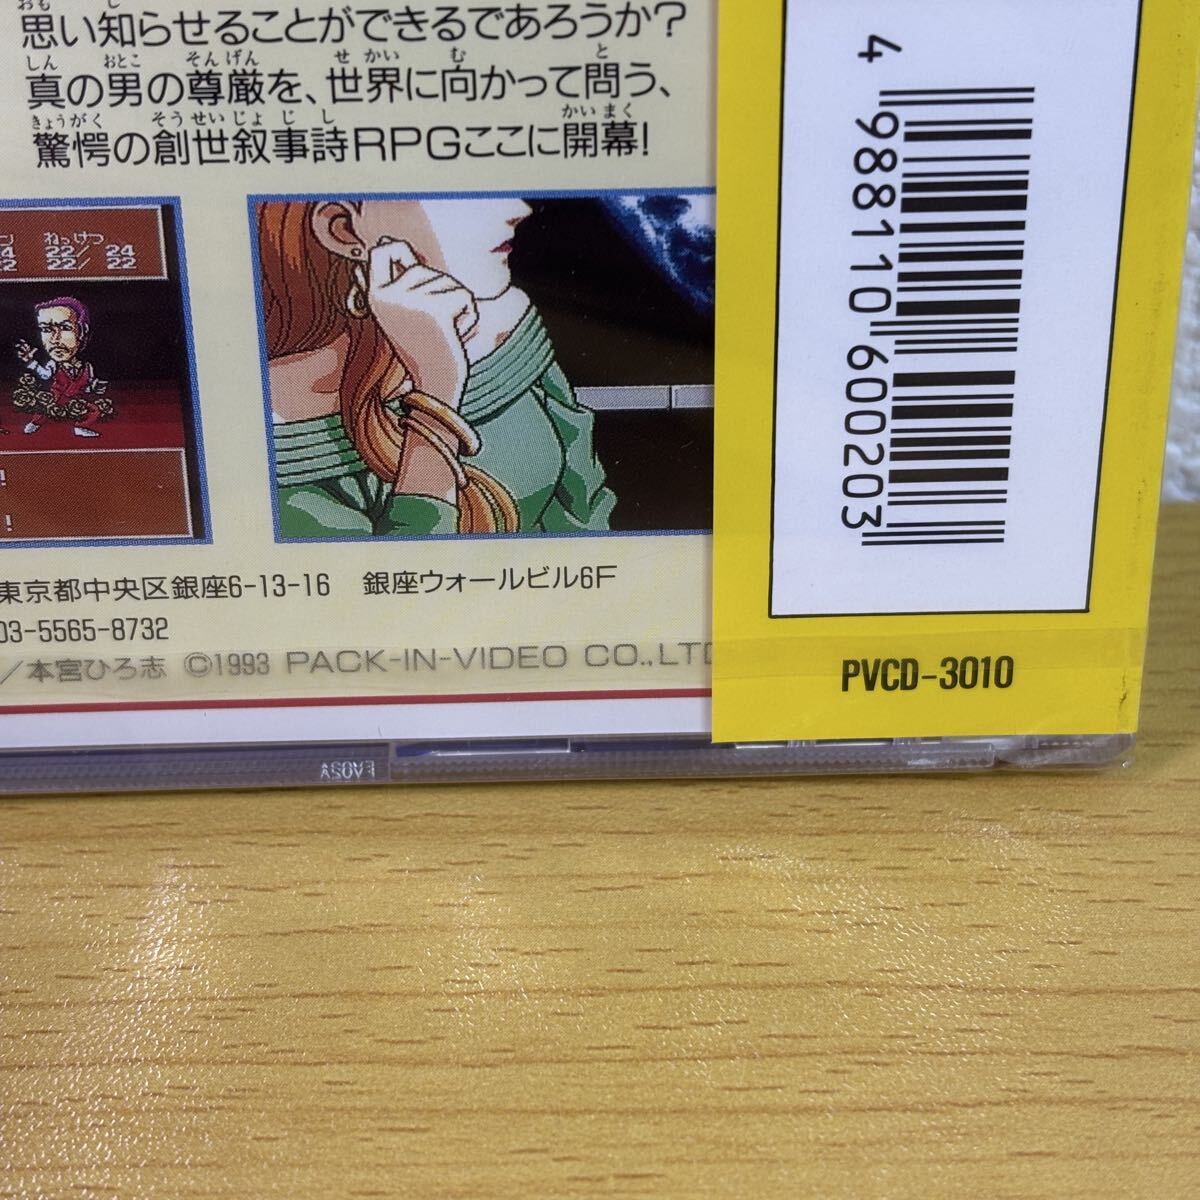 思い知らせることができるであろうか?
真の男の尊厳を、世界に向かって問う、
驚愕の創世叙事詩RPGここに開幕!
ねっけつ
22/ 24
22/ 22
!
!
東京都中央区銀座6-13-16 銀座ウォールビル6F
03-5565-8732
/本宮ひろ志 ©1993 PACK-IN-VIDEO CO.,LTD
4 988110 600203
PVCD-3010